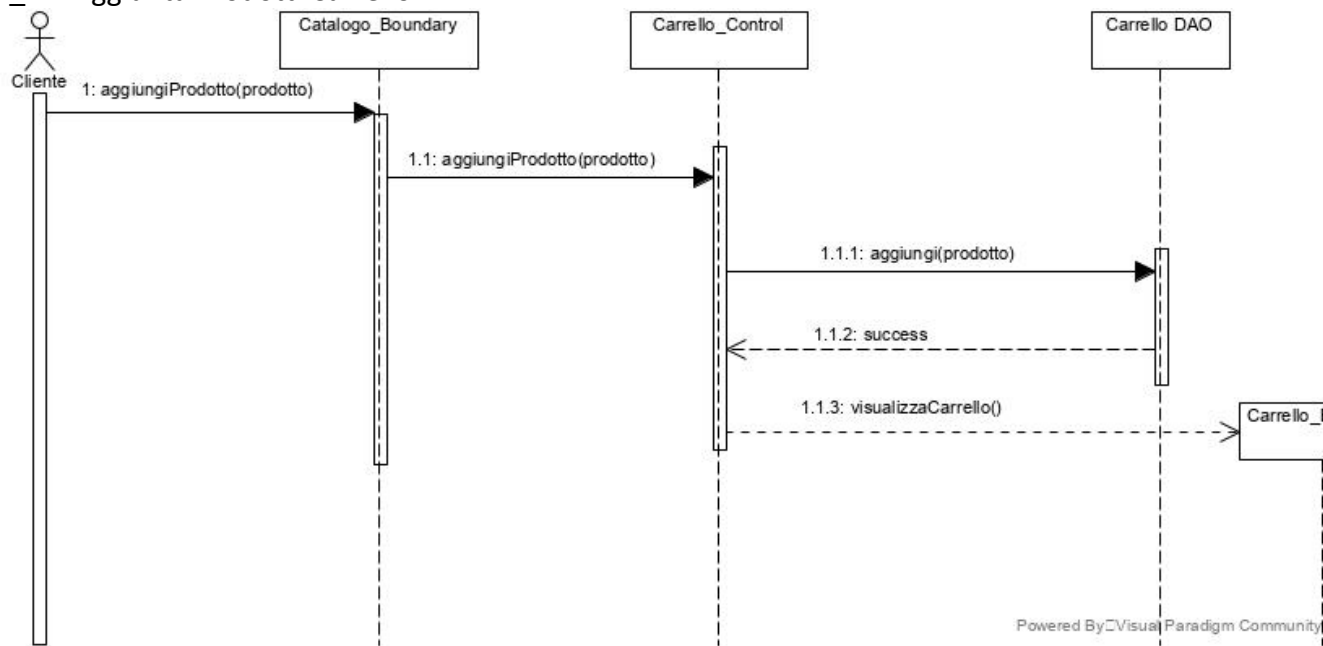 Catalogo_Boundary
Carrello_Control
Carrello DAO
Cliente
1: aggiungiProdotto(prodotto)
1.1: aggiungiProdotto(prodotto)
1.1.1: aggiungi(prodotto)
1.1.2: success
1.1.3: visualizzaCarrello()
Powered By Visual Paradigm Community